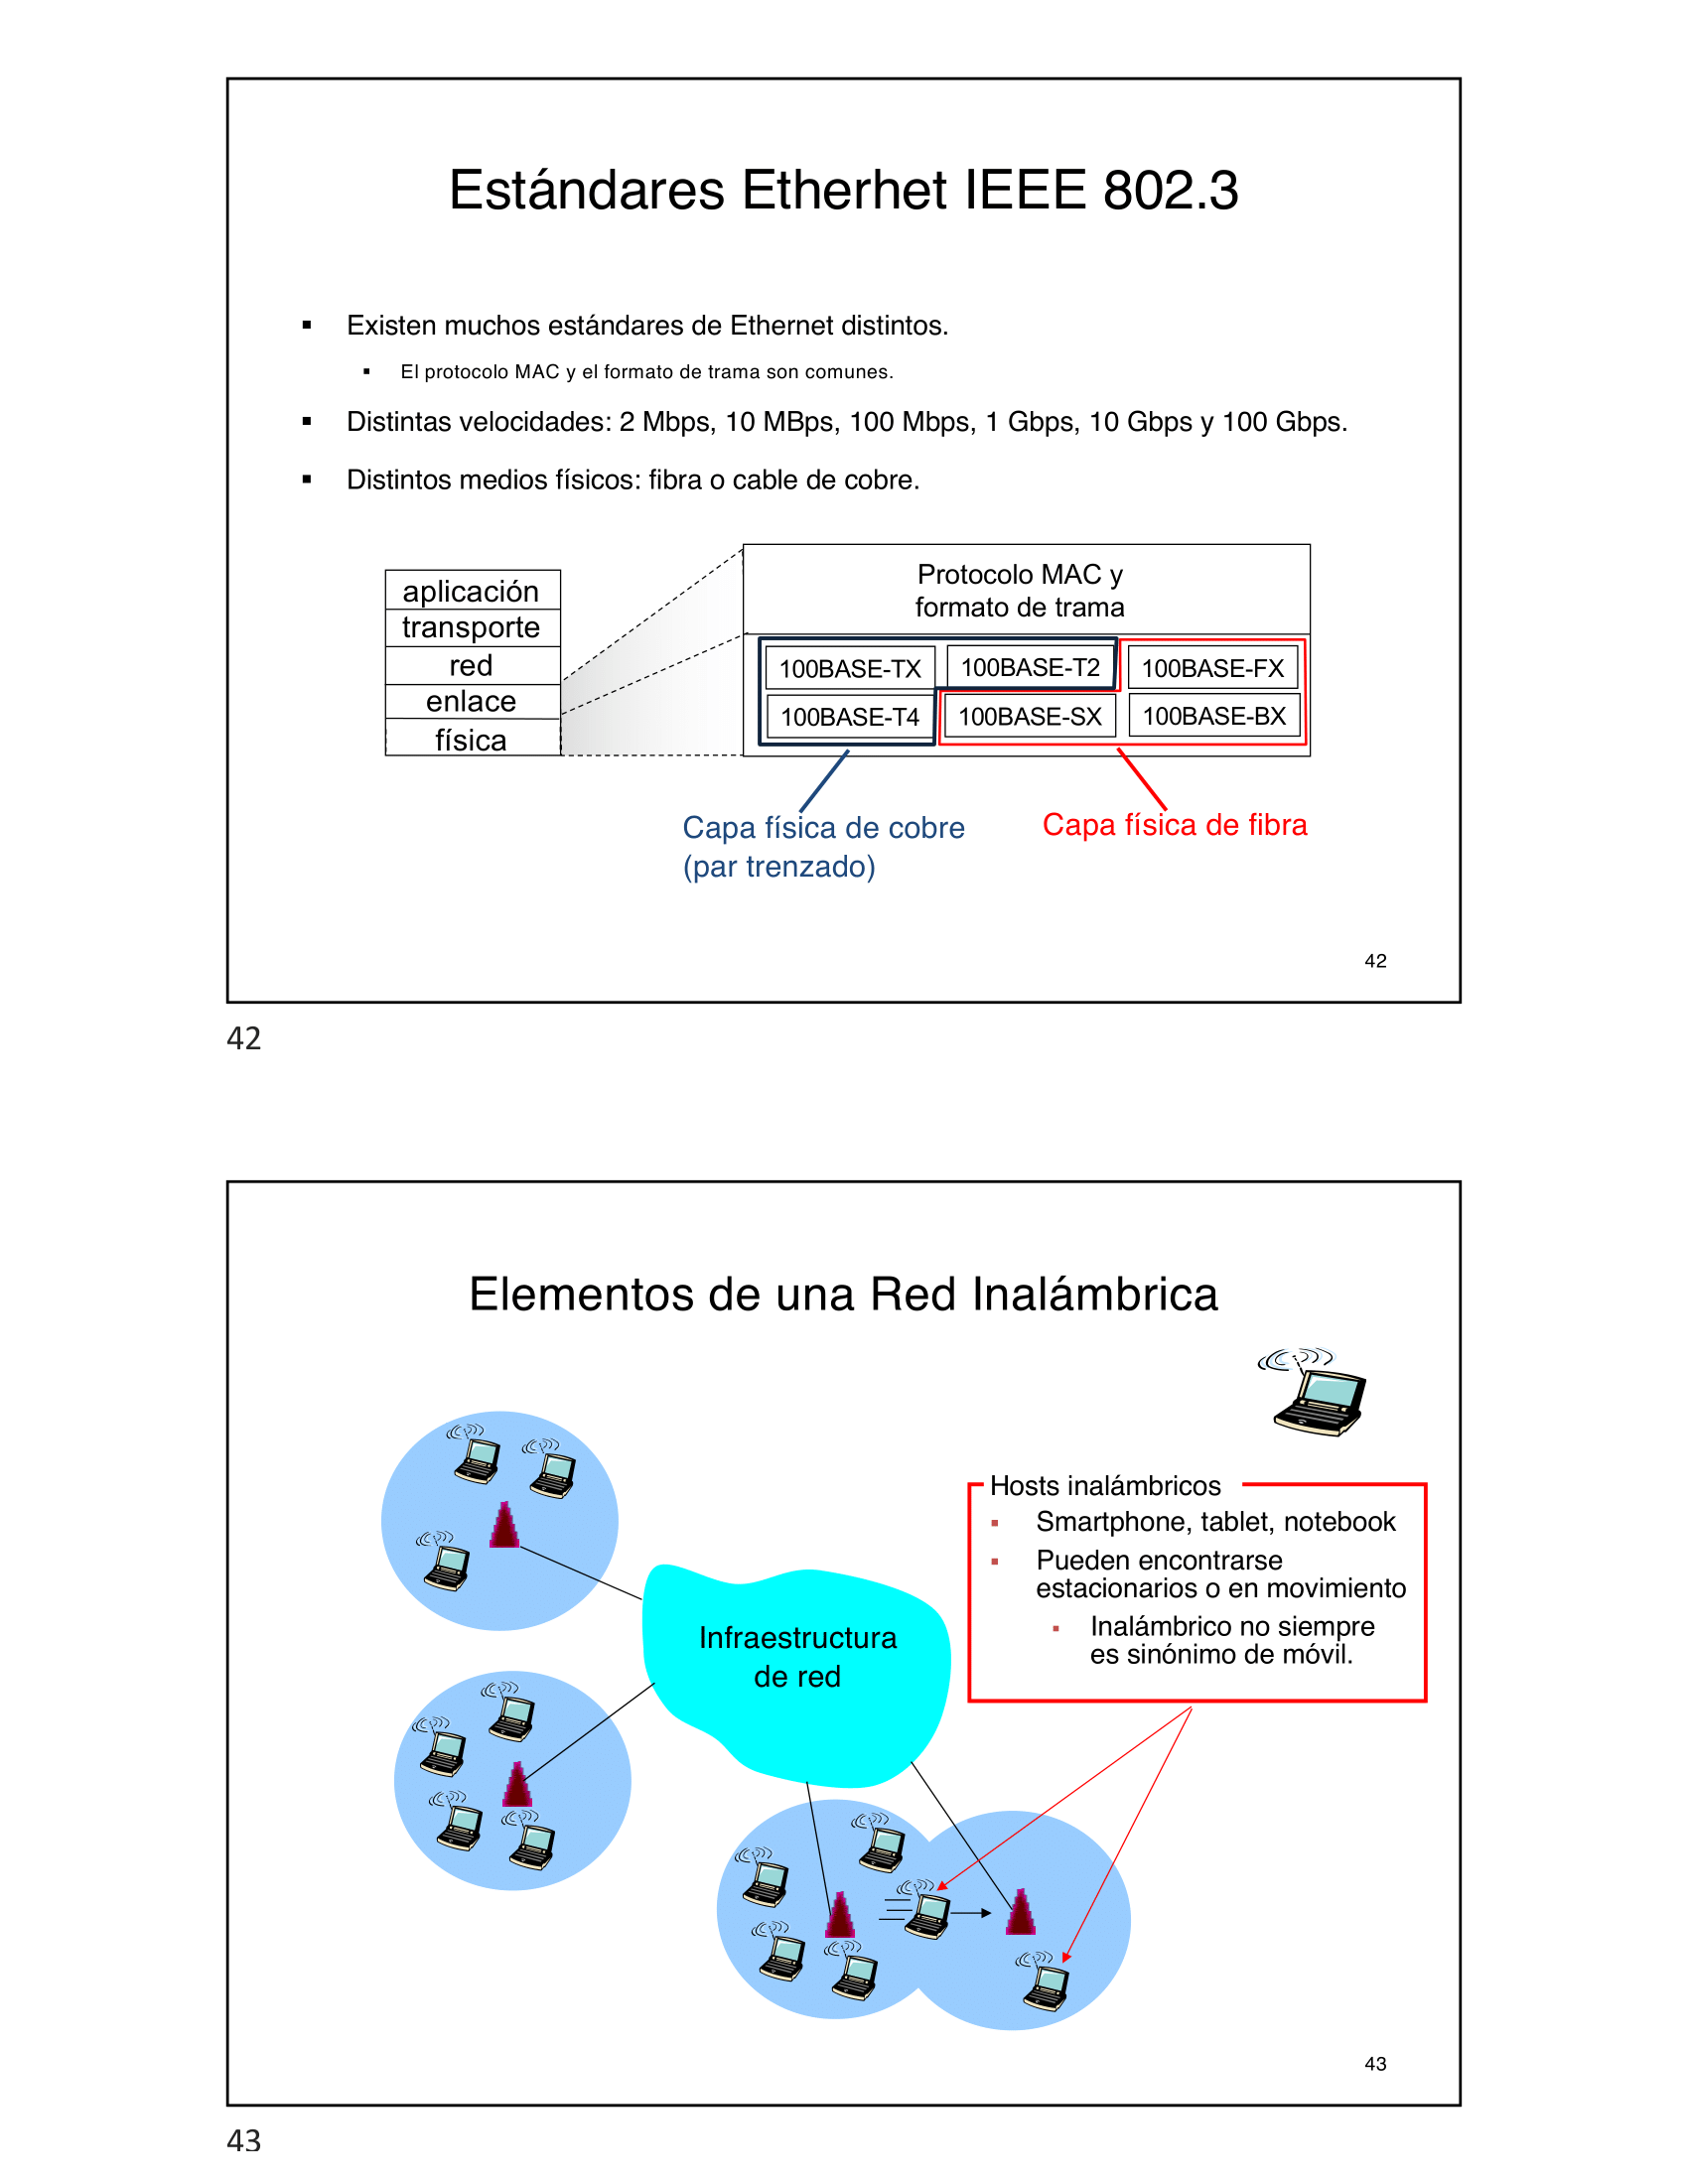 Estándares Etherhet IEEE 802.3
▪ Existen muchos estándares de Ethernet distintos.
▪ El protocolo MAC y el formato de trama son comunes.
▪ Distintas velocidades: 2 Mbps, 10 MBps, 100 Mbps, 1 Gbps, 10 Gbps y 100 Gbps.
▪ Distintos medios físicos: fibra o cable de cobre.
aplicación
transporte
red
enlace
física
Protocolo MAC y
formato de trama
100BASE-TX
100BASE-T2
100BASE-FX
100BASE-T4
100BASE-SX
100BASE-BX
Capa física de cobre
(par trenzado)
Capa física de fibra
42
42
Elementos de una Red Inalámbrica
Hosts inalámbricos
▪ Smartphone, tablet, notebook
▪ Pueden encontrarse
estacionarios o en movimiento
▪ Inalámbrico no siempre
es sinónimo de móvil.
Infraestructura
de red
43
43